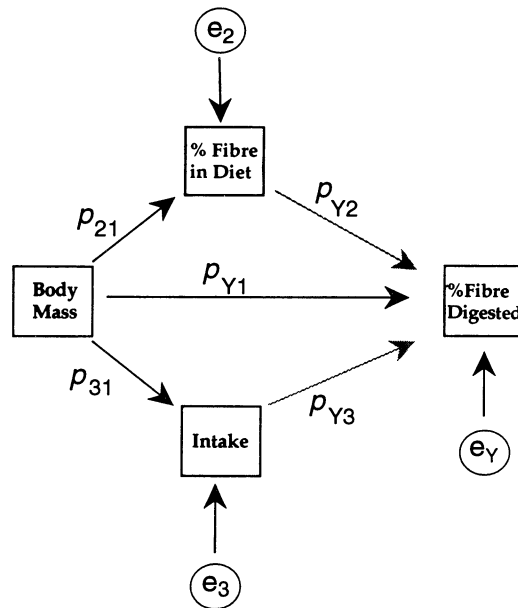 e2
% Fibre
in Diet
p21
pY2
Body
Mass
pY1
%Fibre
Digested
p31
pY3
Intake
eY
e3